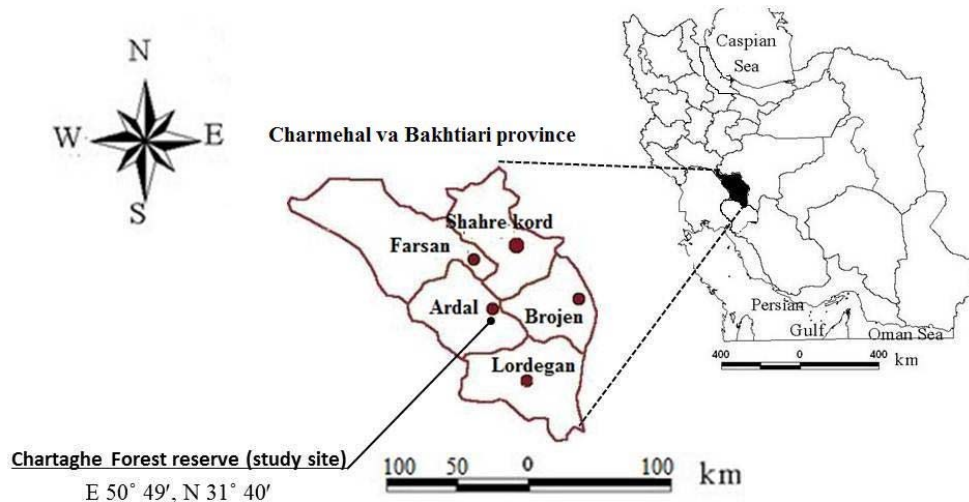 N
W E
S
Charmehal va Bakhtiari province
Shahre kord
Farsan
Ardal
Brojen
Lordegan
Chartaghe Forest reserve (study site)
E 50° 49′, N 31° 40′
100 50 0 100
km
Caspian
Sea
Persian
Gulf
Oman Sea
400 0 400
km